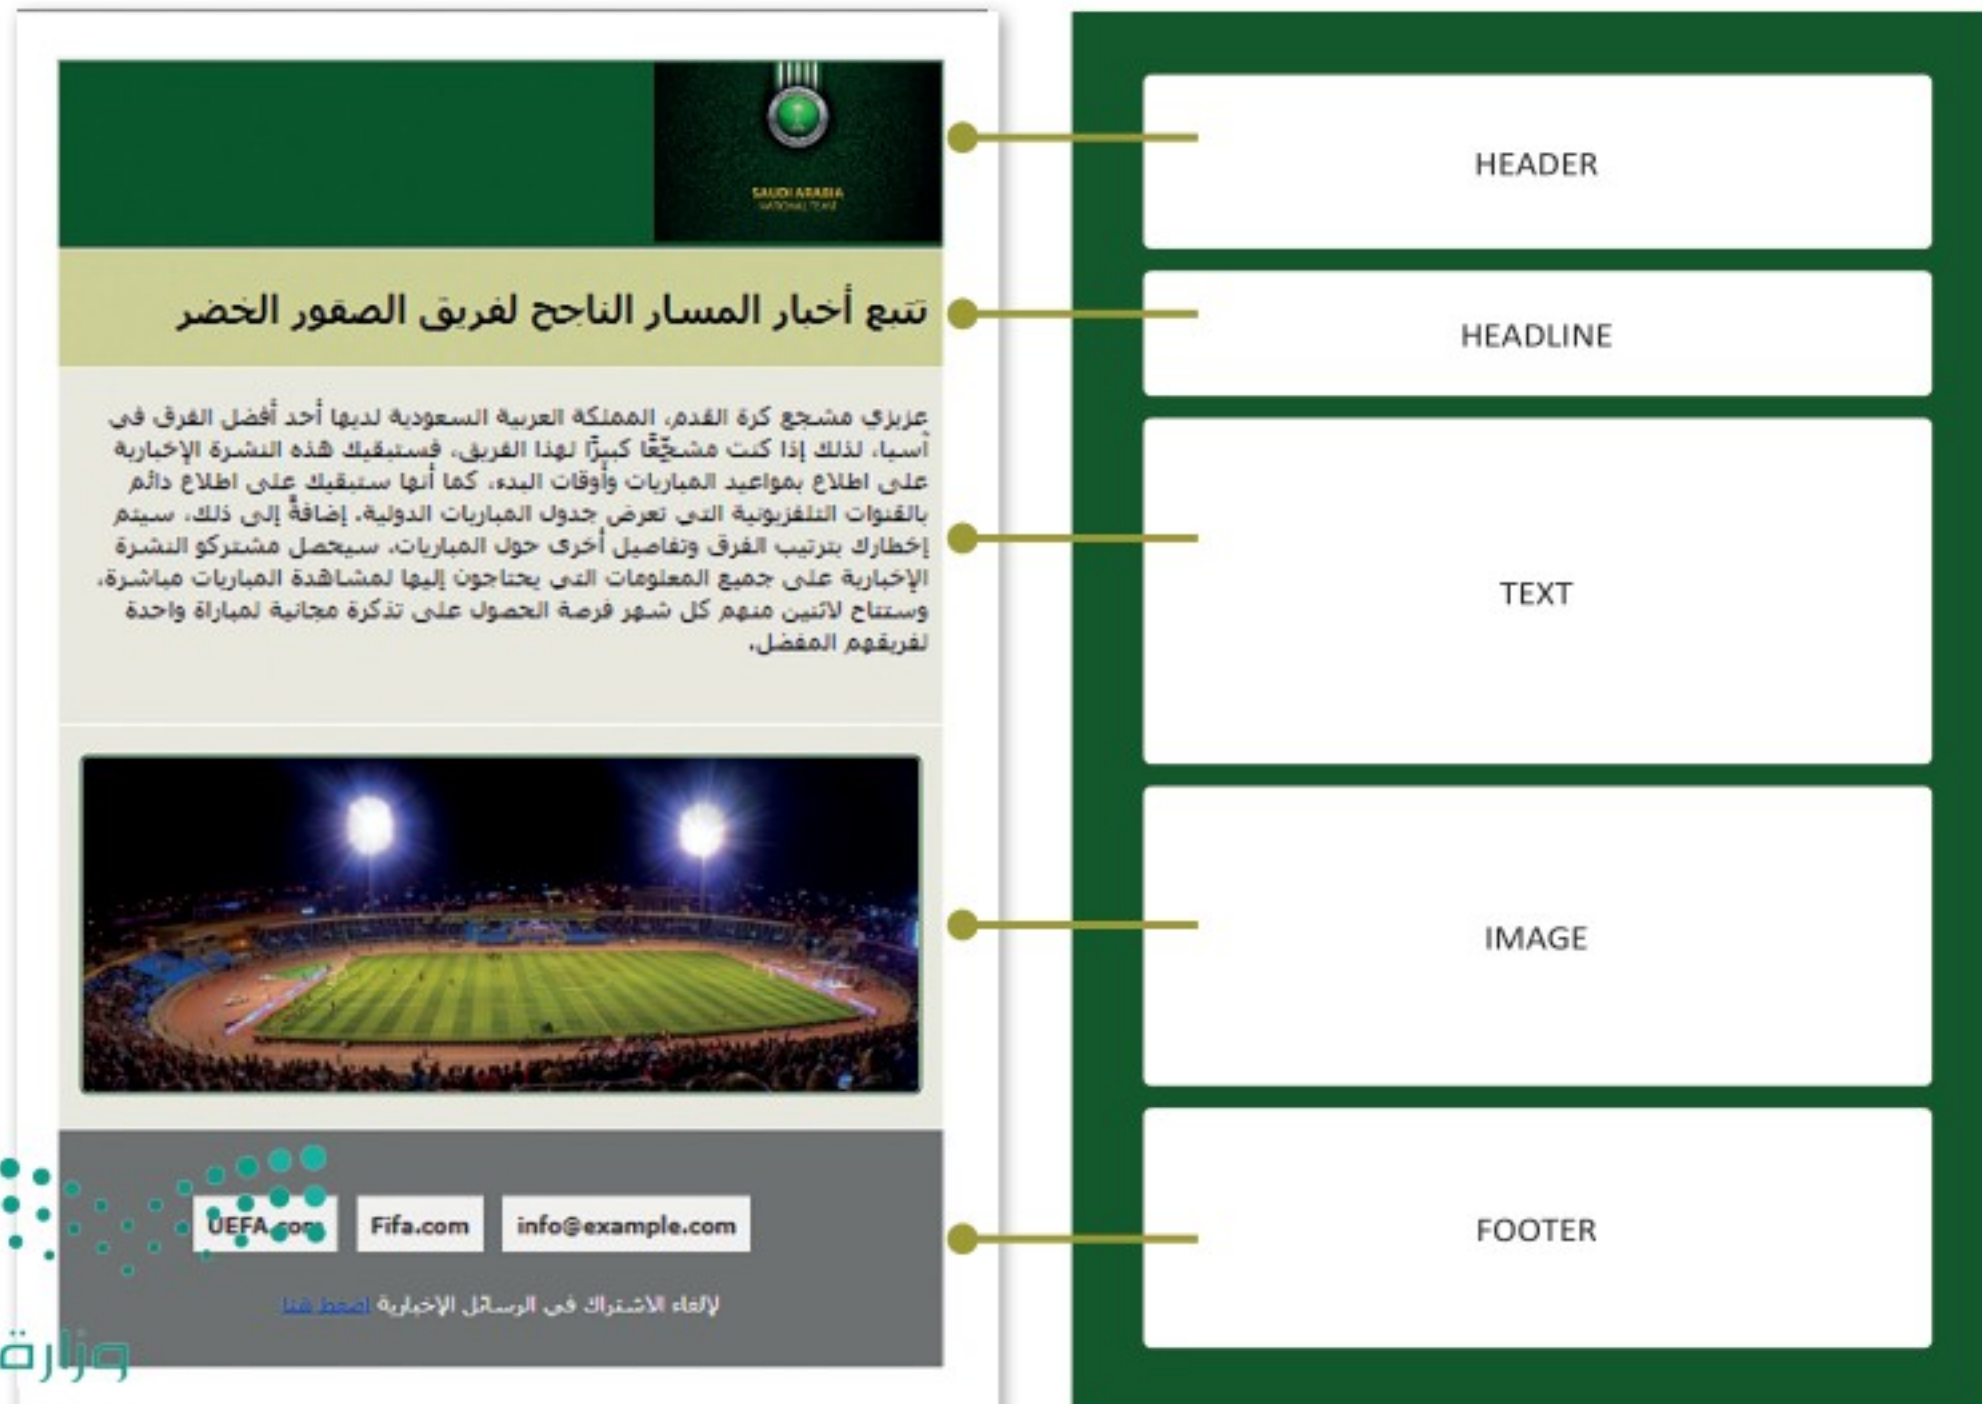 SAUDI ARABIA
NATIONAL TEAM
تتبع أخبار المسار الناجح لفريق الصقور الخضر
عزيزي مشجع كرة القدم، المملكة العربية السعودية لديها أحد أفضل الفرق في
آسيا، لذلك إذا كنت مشجّعًا كبيرًا لهذا الفريق، فستبقيك هذه النشرة الإخبارية
على اطلاع بمواعيد المباريات وأوقات البدء، كما أنها ستبقيك على اطلاع دائم
بالقنوات التلفزيونية التي تعرض جدول المباريات الدولية. إضافةً إلى ذلك، سيتم
إخطارك بترتيب الفرق وتفاصيل أخرى حول المباريات. سيحصل مشتركو النشرة
الإخبارية على جميع المعلومات التي يحتاجون إليها لمشاهدة المباريات مباشرة،
وستتاح لاثنين منهم كل شهر فرصة الحصول على تذكرة مجانية لمباراة واحدة
لفريقهم المفضل.
UEFA.com Fifa.com info@example.com
لإلغاء الاشتراك في الرسائل الإخبارية اضغط هنا
وزارة
HEADER
HEADLINE
TEXT
IMAGE
FOOTER